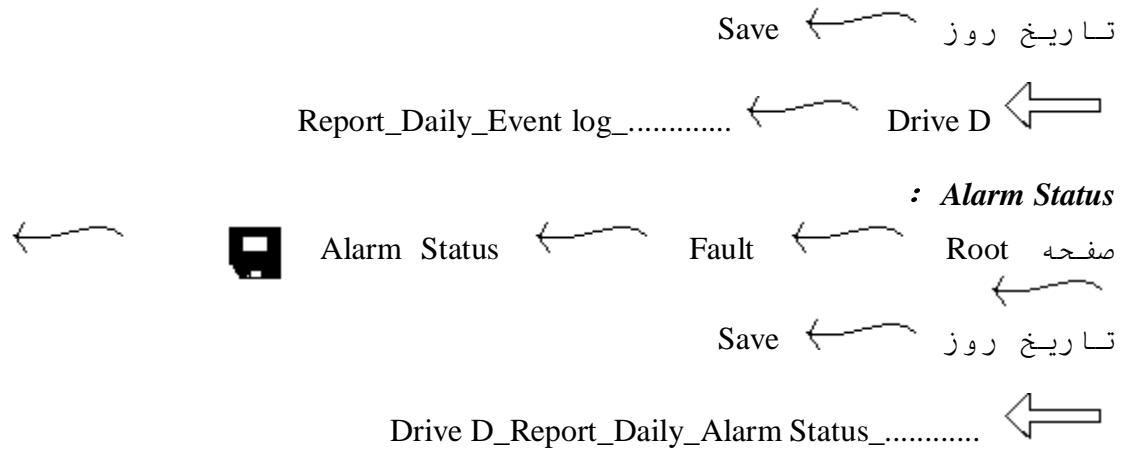 تاریخ روز Save
Drive D Report_Daily_Event log_.............
Alarm Status :
صفحه Root Fault Alarm Status
تاریخ روز Save
Drive D_Report_Daily_Alarm Status_............